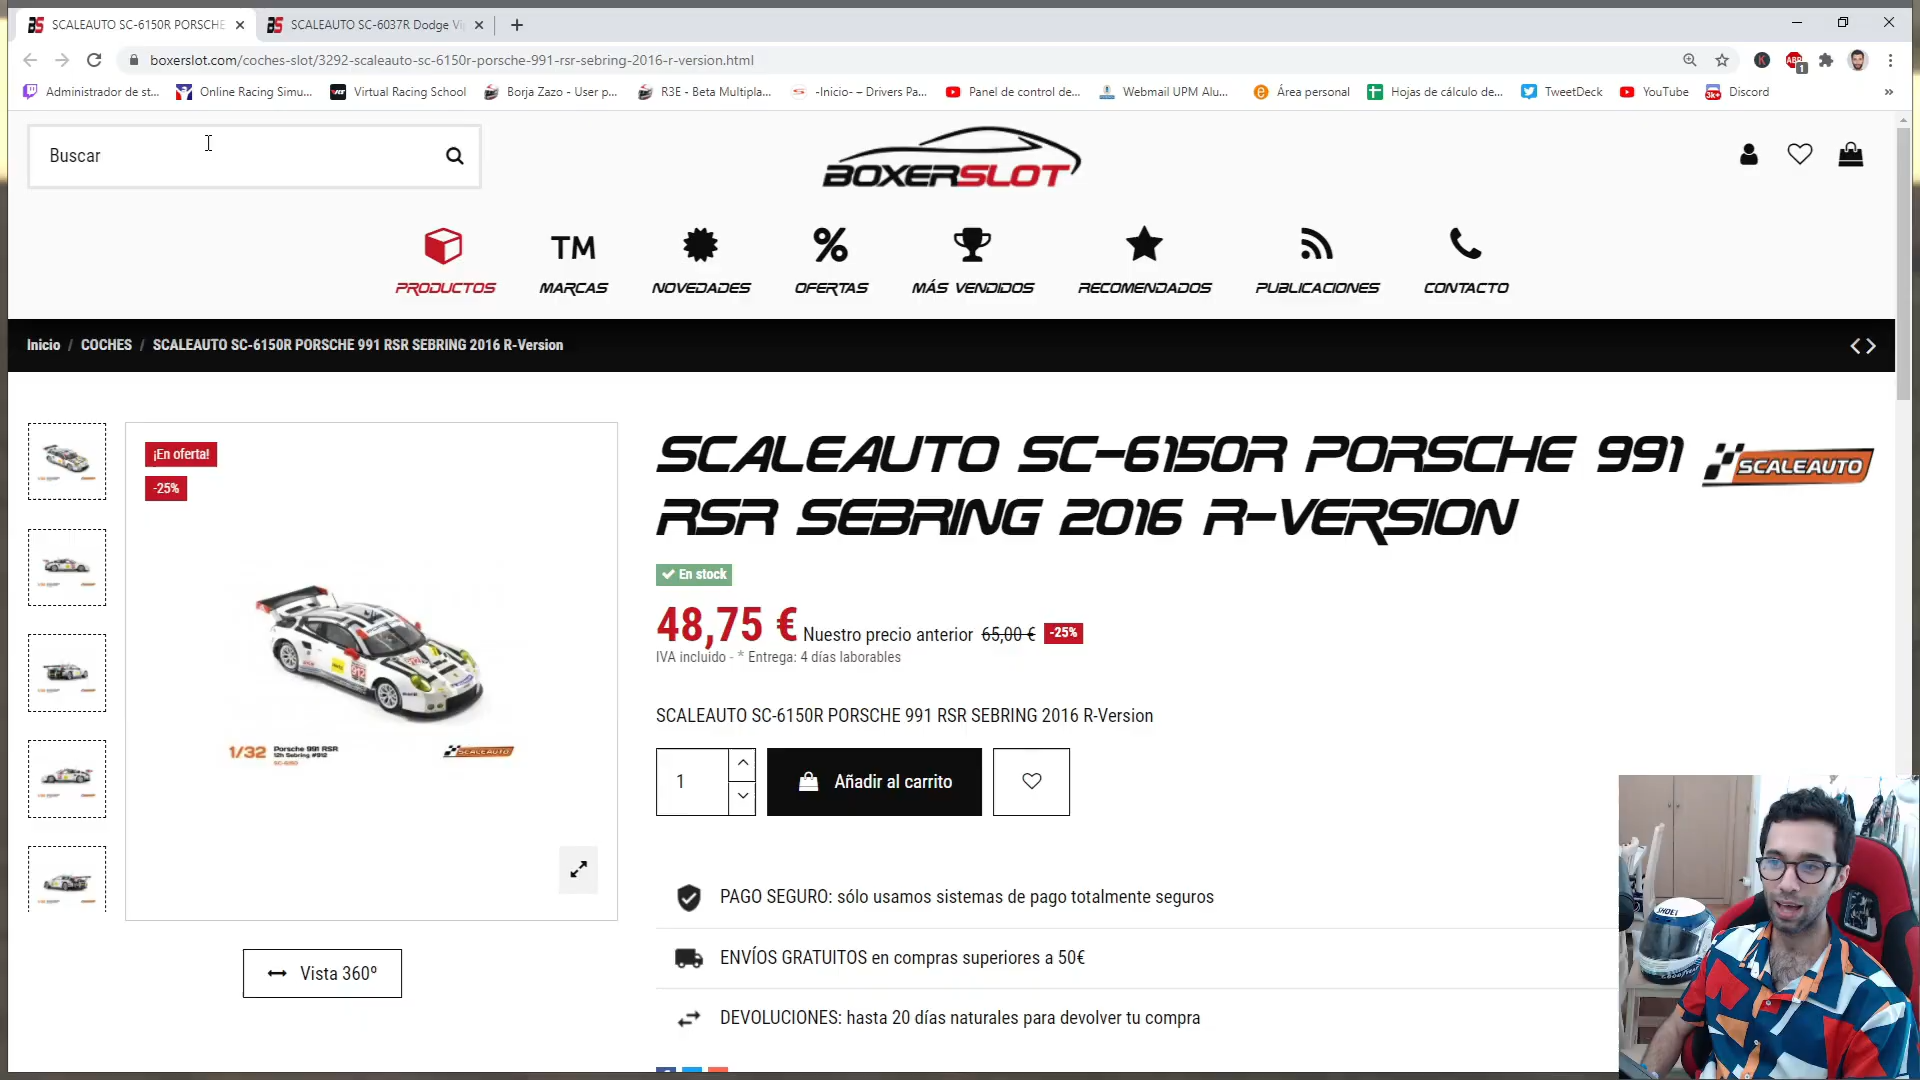 SCALEAUTO SC-6150R PORSCHE
SCALEAUTO SC-6037R Dodge Vi
boxerslot.com/coches-slot/3292-scaleauto-sc-6150r-porsche-991-rsr-sebring-2016-r-version.html
Administrador de st...
Online Racing Simu...
Virtual Racing School
Borja Zazo - User p...
R3E - Beta Multipla...
-Inicio- – Drivers Pa...
Panel de control de...
Webmail UPM Alu...
Área personal
Hojas de cálculo de...
TweetDeck
YouTube
Discord
»
Buscar
BOXERSLOT
TM
%
PRODUCTOS
MARCAS
NOVEDADES
OFERTAS
MÁS VENDIDOS
RECOMENDADOS
PUBLICACIONES
CONTACTO
Inicio / COCHES / SCALEAUTO SC-6150R PORSCHE 991 RSR SEBRING 2016 R-Version
¡En oferta!
-25%
SCALEAUTO SC-6150R PORSCHE 991
RSR SEBRING 2016 R-VERSION
SCALEAUTO
En stock
48,75 € Nuestro precio anterior 65,00 € -25%
IVA incluido - * Entrega: 4 días laborables
SCALEAUTO SC-6150R PORSCHE 991 RSR SEBRING 2016 R-Version
1
Añadir al carrito
1/32 Porsche 991 RSR
12h Sebring #912
SCALEAUTO
Vista 360º
PAGO SEGURO: sólo usamos sistemas de pago totalmente seguros
ENVÍOS GRATUITOS en compras superiores a 50€
DEVOLUCIONES: hasta 20 días naturales para devolver tu compra
SHOEI